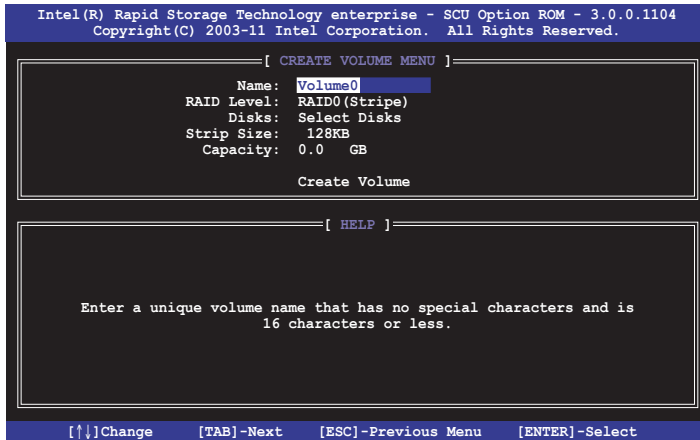 Intel(R) Rapid Storage Technology enterprise - SCU Option ROM - 3.0.0.1104
Copyright(C) 2003-11 Intel Corporation. All Rights Reserved.
[ CREATE VOLUME MENU ]
Name: Volume0
RAID Level: RAID0(Stripe)
Disks: Select Disks
Strip Size: 128KB
Capacity: 0.0 GB
Create Volume
[ HELP ]
Enter a unique volume name that has no special characters and is
16 characters or less.
[↑↓]Change [TAB]-Next [ESC]-Previous Menu [ENTER]-Select